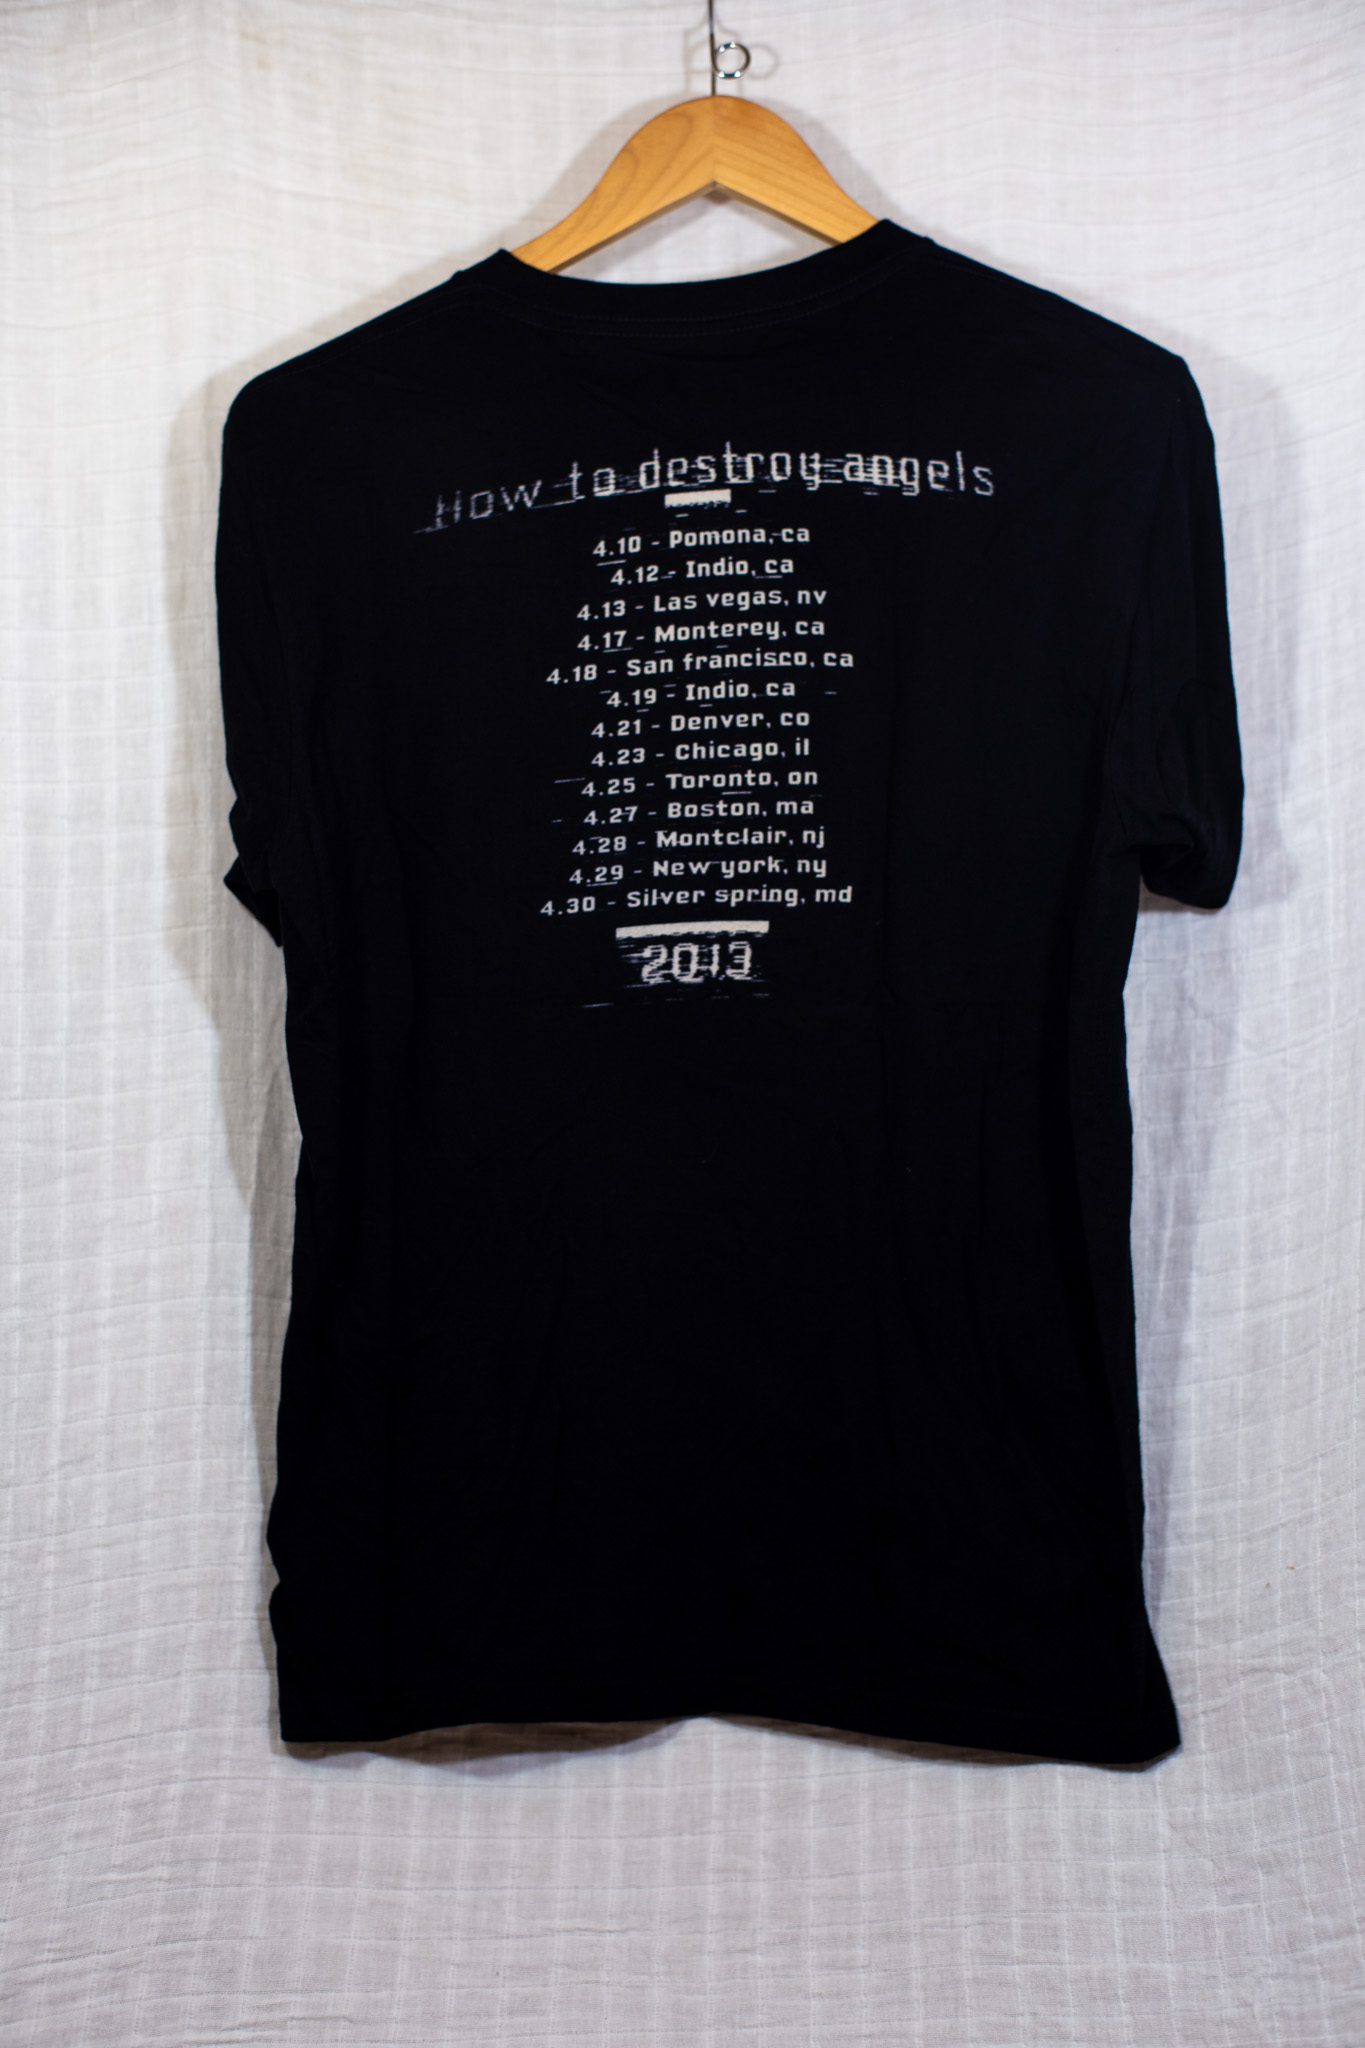 How to destroy angels
4.10 - Pomona, ca
4.12 - Indio, ca
4.13 - Las vegas, nv
4.17 - Monterey, ca
4.18 - San francisco, ca
4.19 - Indio, ca
4.21 - Denver, co
4.23 - Chicago, il
4.25 - Toronto, on
4.27 - Boston, ma
4.28 - Montclair, nj
4.29 - New york, ny
4.30 - Silver spring, md
2013